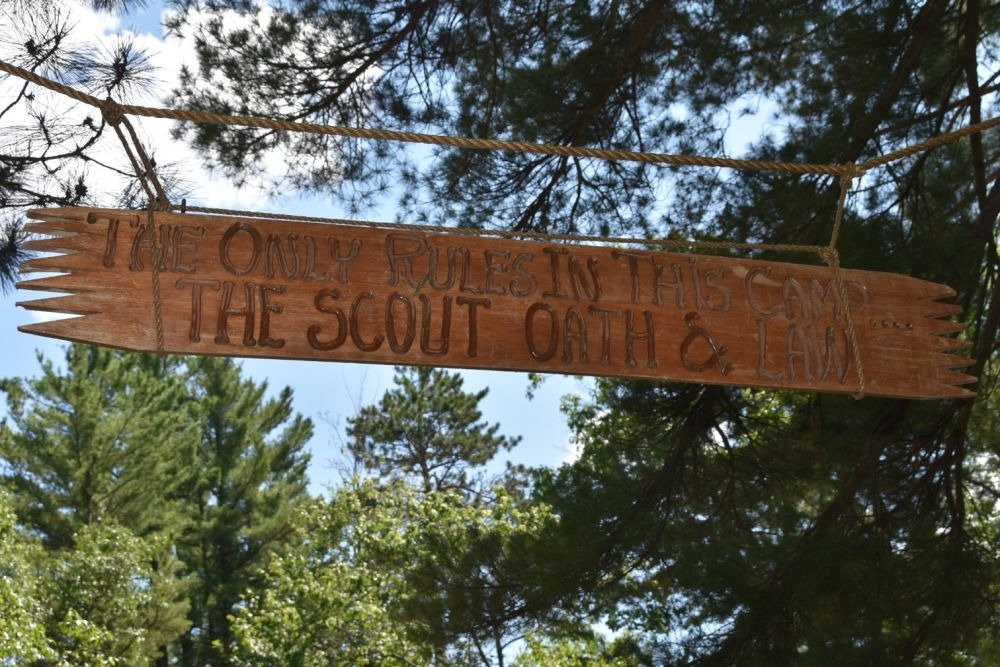 The Only Rules In This Camp....
The Scout Oath & Law